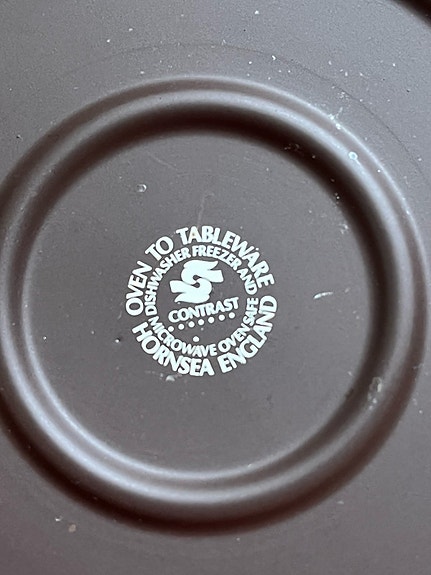 OVEN TO TABLEWARE
DISHWASHER FREEZER AND
CONTRAST
MICROWAVE OVEN SAFE
HORNSEA ENGLAND